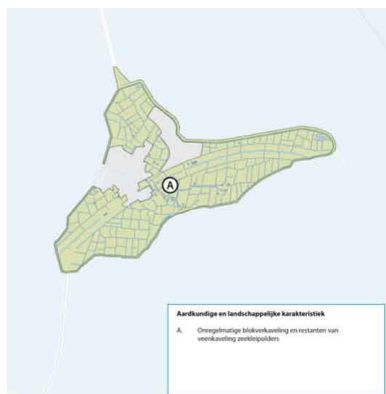 A
Aardkundige en landschappelijke karakteristiek
A. Onregelmatige blokverkaveling en restanten van
veenkaveling zeekleipolders